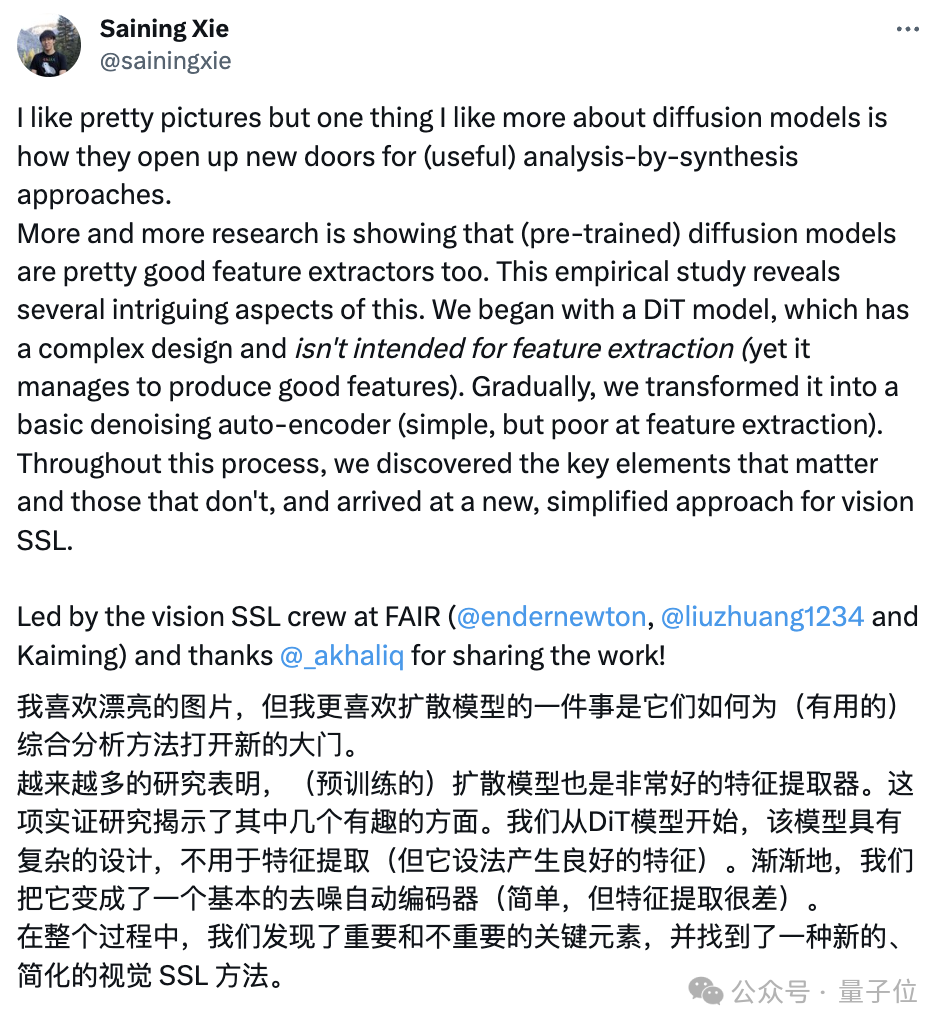 Saining Xie
@sainingxie
I like pretty pictures but one thing I like more about diffusion models is
how they open up new doors for (useful) analysis-by-synthesis
approaches.
More and more research is showing that (pre-trained) diffusion models
are pretty good feature extractors too. This empirical study reveals
several intriguing aspects of this. We began with a DiT model, which has
a complex design and isn't intended for feature extraction (yet it
manages to produce good features). Gradually, we transformed it into a
basic denoising auto-encoder (simple, but poor at feature extraction).
Throughout this process, we discovered the key elements that matter
and those that don't, and arrived at a new, simplified approach for vision
SSL.
Led by the vision SSL crew at FAIR (@endernewton, @liuzhuang1234 and
Kaiming) and thanks @_akhaliq for sharing the work!
我喜欢漂亮的图片，但我更喜欢扩散模型的一件事是它们如何为（有用的）
综合分析方法打开新的大门。
越来越多的研究表明，（预训练的）扩散模型也是非常好的特征提取器。这
项实证研究揭示了其中几个有趣的方面。我们从DiT模型开始，该模型具有
复杂的设计，不用于特征提取（但它设法产生良好的特征）。渐渐地，我们
把它变成了一个基本的去噪自动编码器（简单，但特征提取很差）。
在整个过程中，我们发现了重要和不重要的关键元素，并找到了一种新的、
简化的视觉 SSL 方法。
公众号 · 量子位